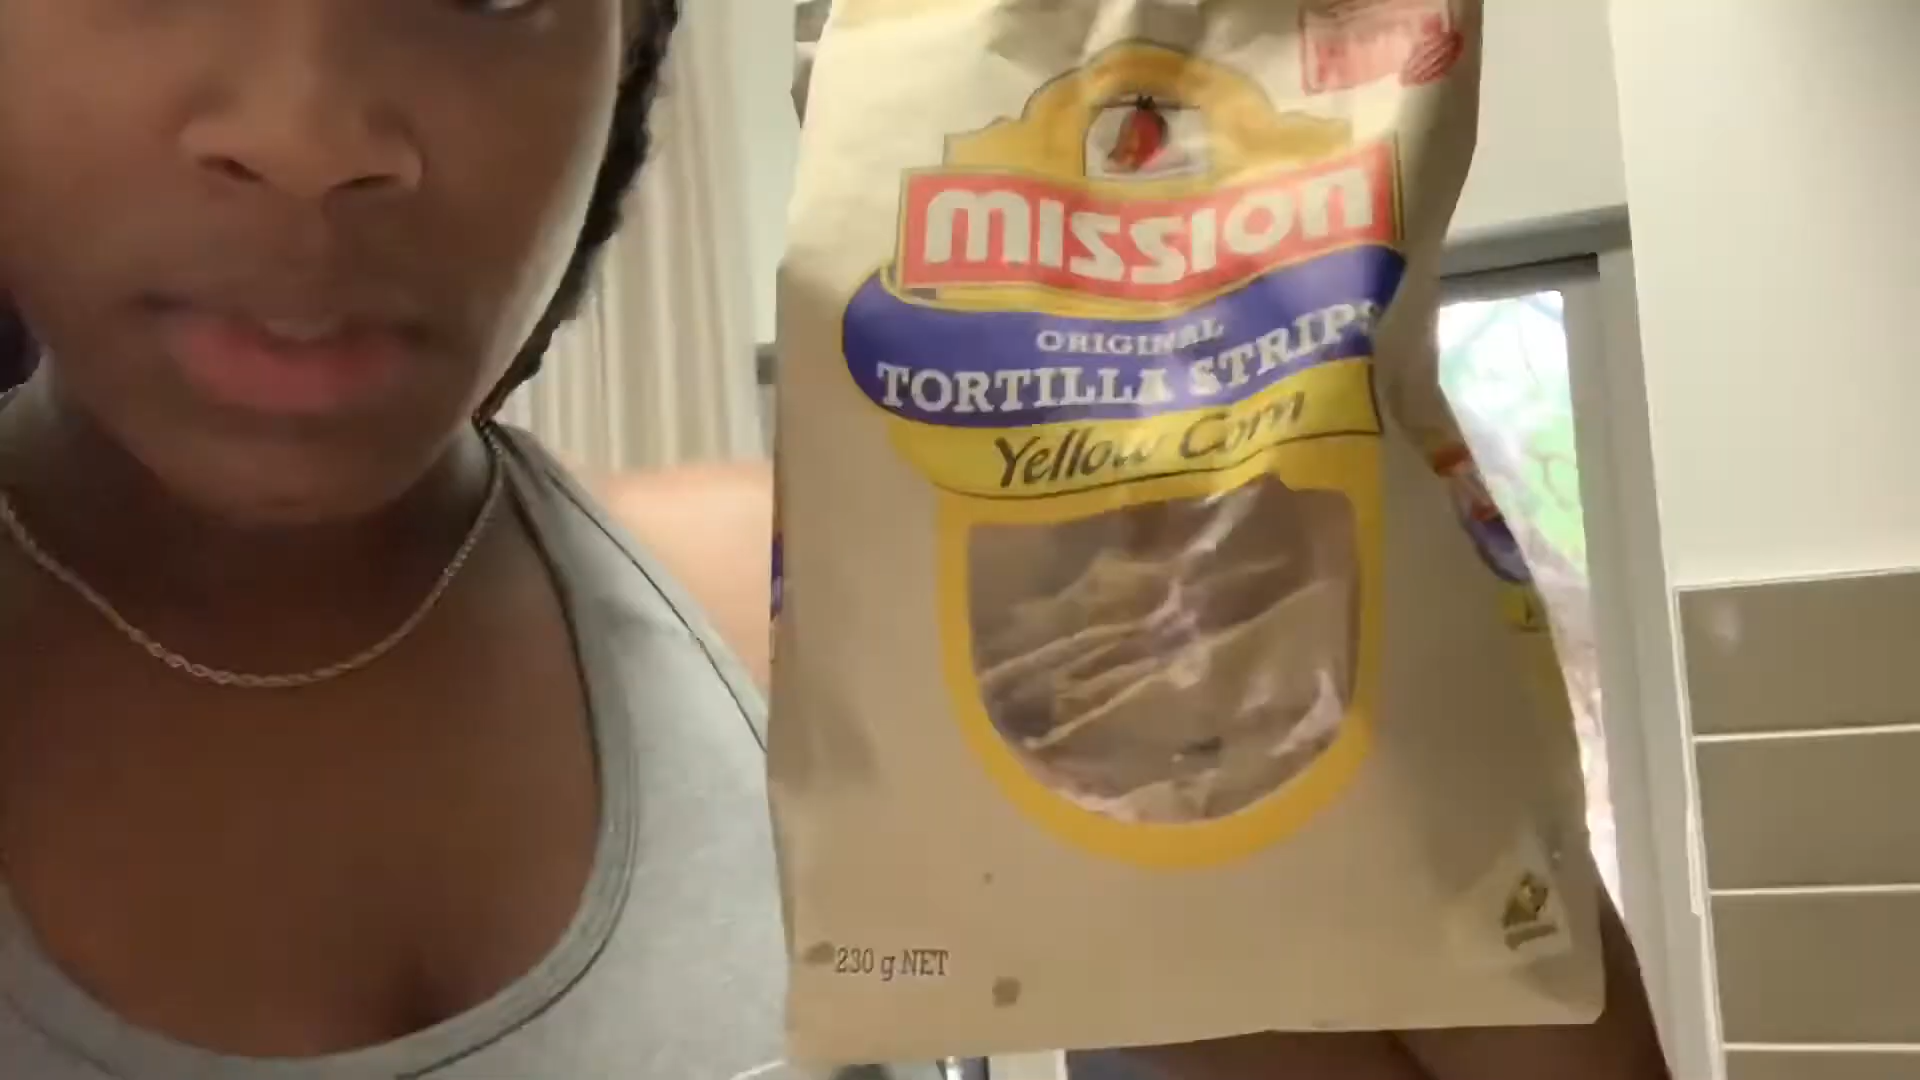 MISSION
ORIGINAL
TORTILLA STRIPS
Yellow Corn
230 g NET